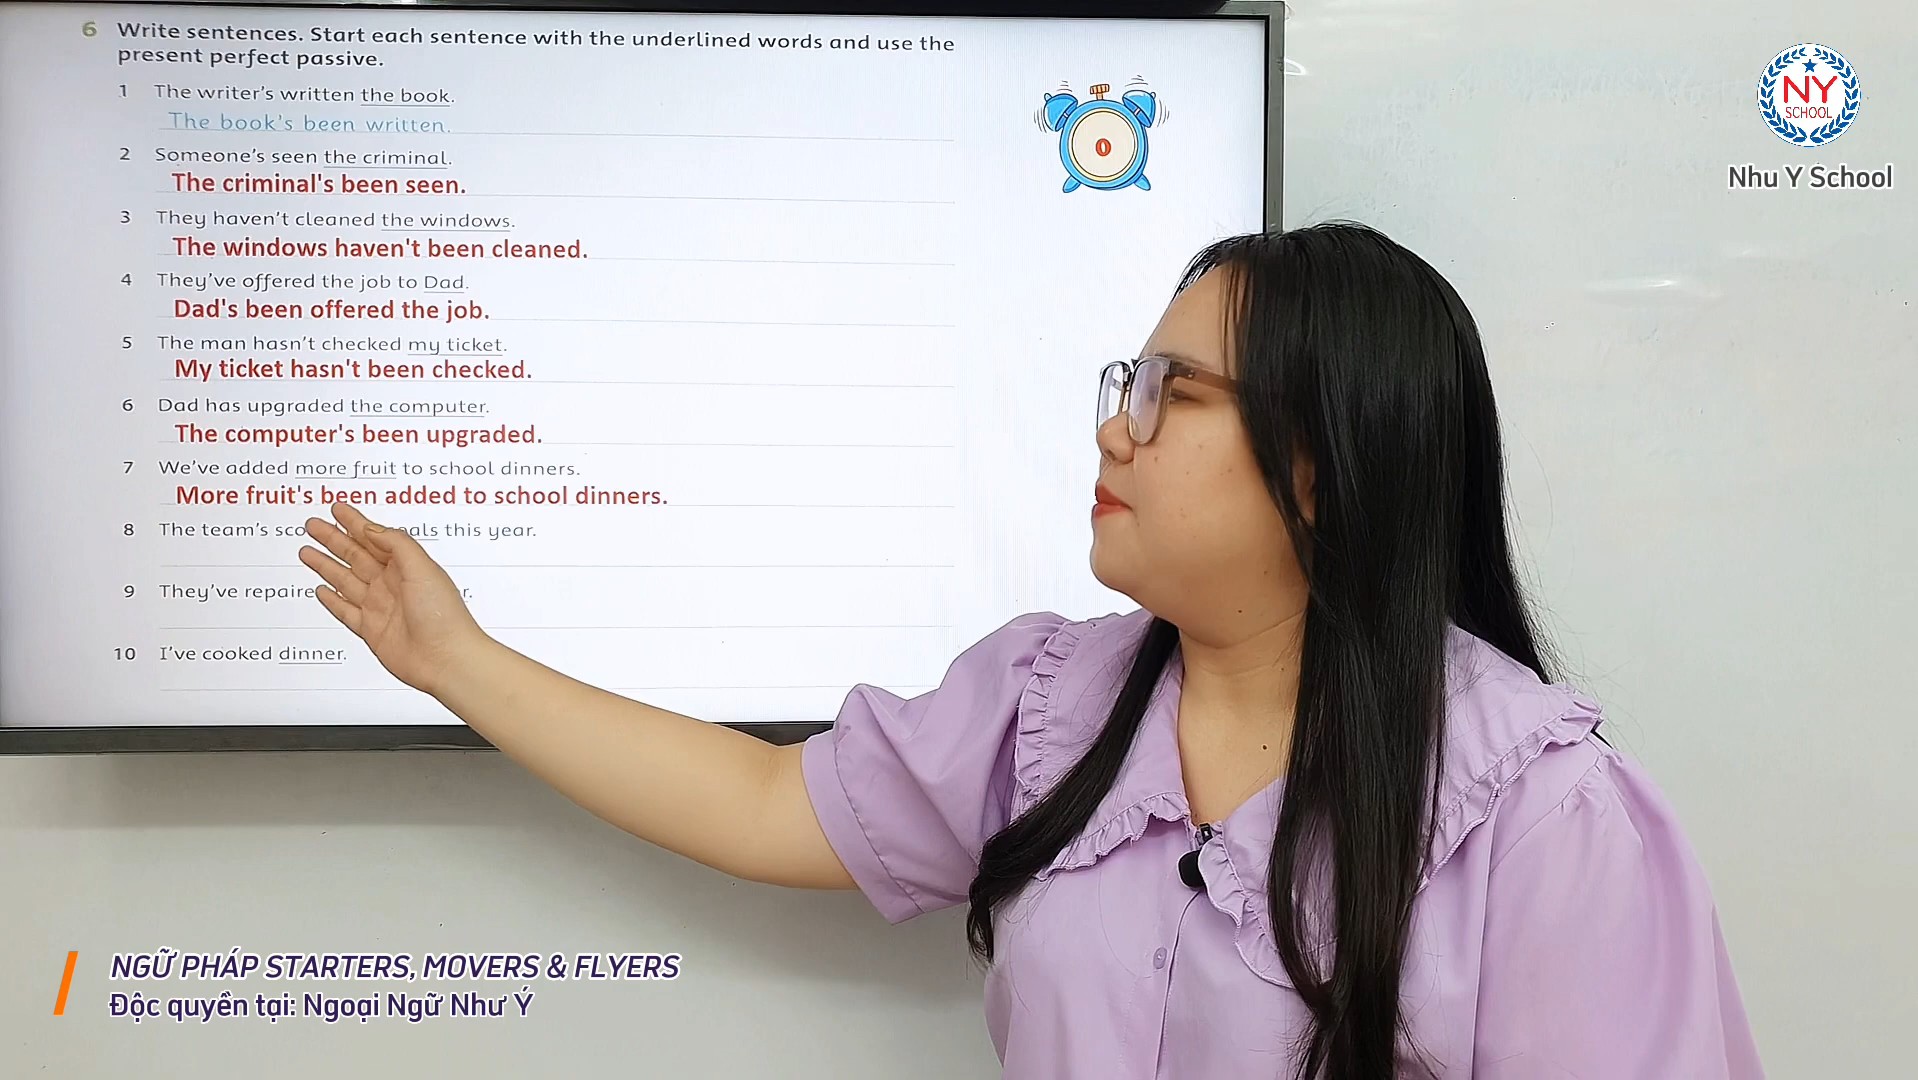 6 Write sentences. Start each sentence with the underlined words and use the
present perfect passive.
1 The writer's written the book.
The book's been written.
2 Someone's seen the criminal.
The criminal's been seen.
3 They haven't cleaned the windows.
The windows haven't been cleaned.
4 They've offered the job to Dad.
Dad's been offered the job.
5 The man hasn't checked my ticket.
My ticket hasn't been checked.
6 Dad has upgraded the computer.
The computer's been upgraded.
7 We've added more fruit to school dinners.
More fruit's been added to school dinners.
8 The team's this year.
9 They've
10 I've cooked dinner.
0
NY
SCHOOL
Nhu Y School
NGỮ PHÁP STARTERS, MOVERS & FLYERS
Độc quyền tại: Ngoại Ngữ Như Ý